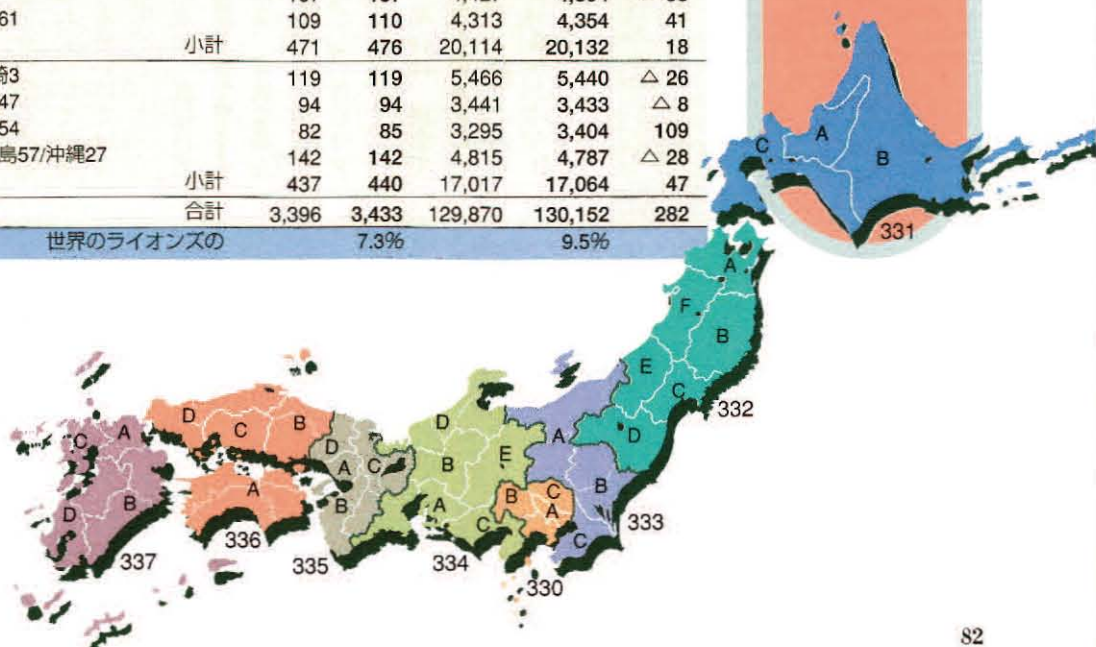 61 109 110 4,313 4,354 41
小計 471 476 20,114 20,132 18
崎3 119 119 5,466 5,440 △ 26
47 94 94 3,441 3,433 △ 8
54 82 85 3,295 3,404 109
島57/沖縄27 142 142 4,815 4,787 △ 28
小計 437 440 17,017 17,064 47
合計 3,396 3,433 129,870 130,152 282
世界のライオンズの 7.3% 9.5%
A
C B
331
A
F
B
E
C
332
D
A
B
C
333
D
E
B
A
C
334
B C
A
330
D
A C
B
335
D C B
A
336
C A
B
D
337
82